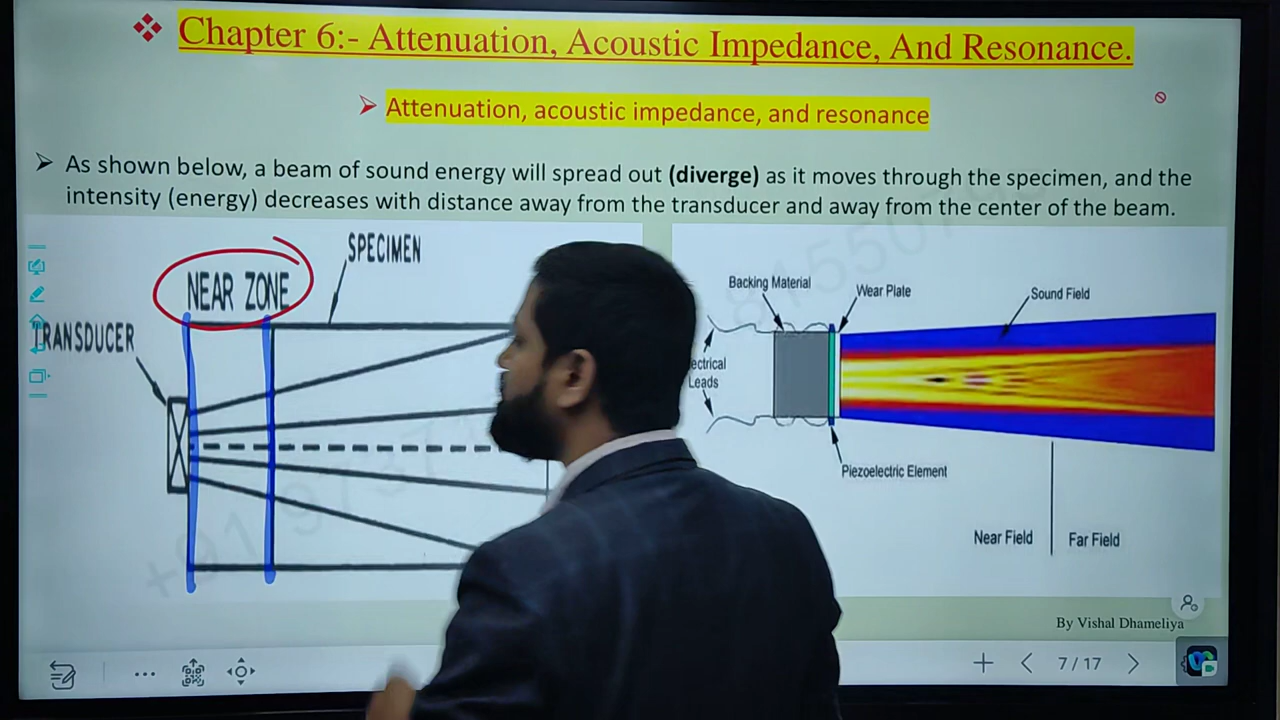 Chapter 6:- Attenuation, Acoustic Impedance, And Resonance.
Attenuation, acoustic impedance, and resonance
As shown below, a beam of sound energy will spread out (diverge) as it moves through the specimen, and the
intensity (energy) decreases with distance away from the transducer and away from the center of the beam.
SPECIMEN
NEAR ZONE
TRANSDUCER
Backing Material
Wear Plate
Sound Field
ectrical
Leads
Piezoelectric Element
Near Field
Far Field
By Vishal Dhameliya
7 / 17